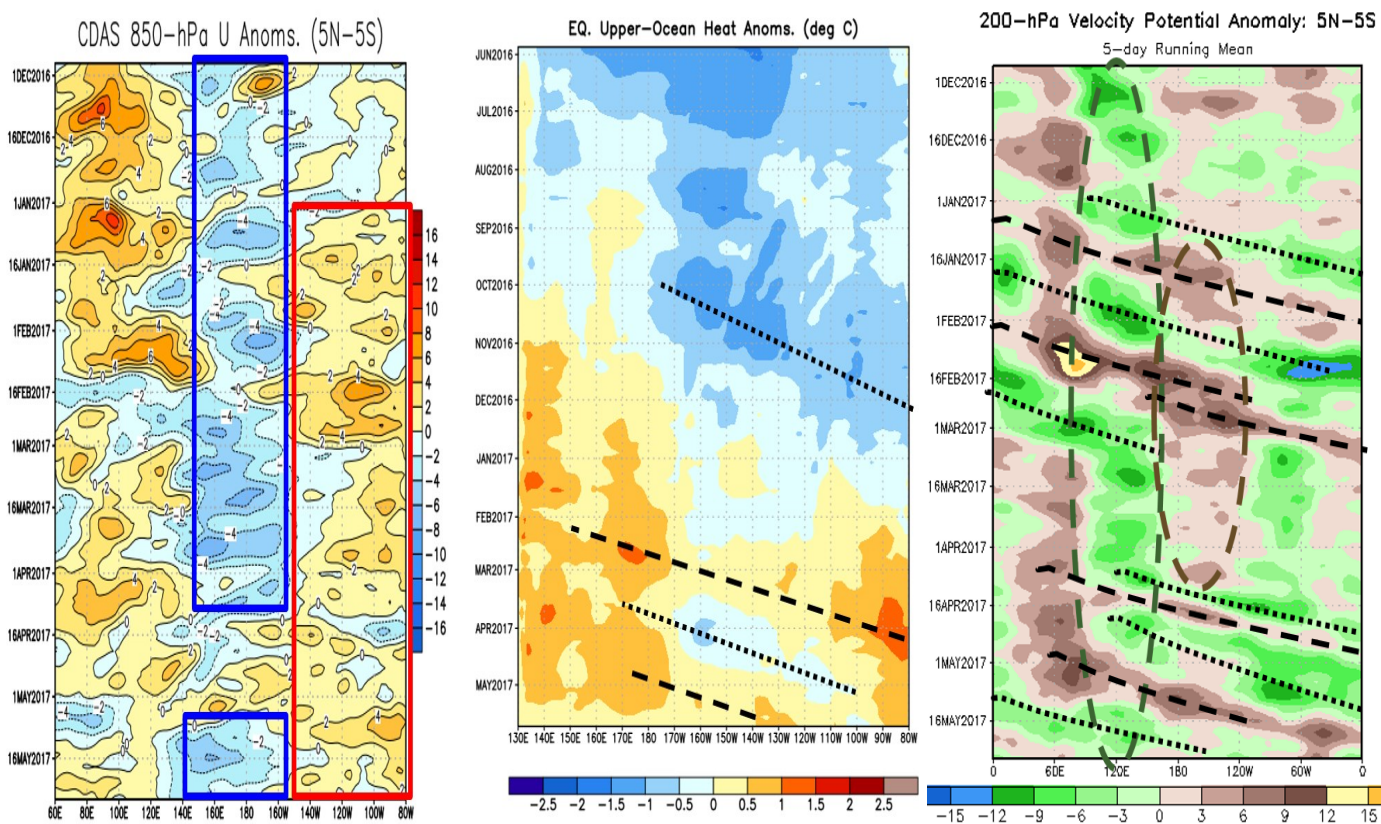 CDAS 850-hPa U Anoms. (5N-5S)
1DEC2016
16DEC2016
1JAN2017
16JAN2017
1FEB2017
16FEB2017
1MAR2017
16MAR2017
1APR2017
16APR2017
1MAY2017
16MAY2017
60E 80E 100E 120E 140E 160E 180 160W 140W 120W 100W 80W
16
14
12
10
8
6
4
2
0
-2
-4
-6
-8
-10
-12
-14
-16
EQ. Upper-Ocean Heat Anoms. (deg C)
JUN2016
JUL2016
AUG2016
SEP2016
OCT2016
NOV2016
DEC2016
JAN2017
FEB2017
MAR2017
APR2017
MAY2017
130E 140E 150E 160E 170E 180 170W 160W 150W 140W 130W 120W 110W 100W 90W 80W
-2.5 -2 -1.5 -1 -0.5 0 0.5 1 1.5 2 2.5
200-hPa Velocity Potential Anomaly: 5N-5S
5-day Running Mean
1DEC2016
16DEC2016
1JAN2017
16JAN2017
1FEB2017
16FEB2017
1MAR2017
16MAR2017
1APR2017
16APR2017
1MAY2017
16MAY2017
0 60E 120E 180 120W 60W 0
-15 -12 -9 -6 -3 0 3 6 9 12 15